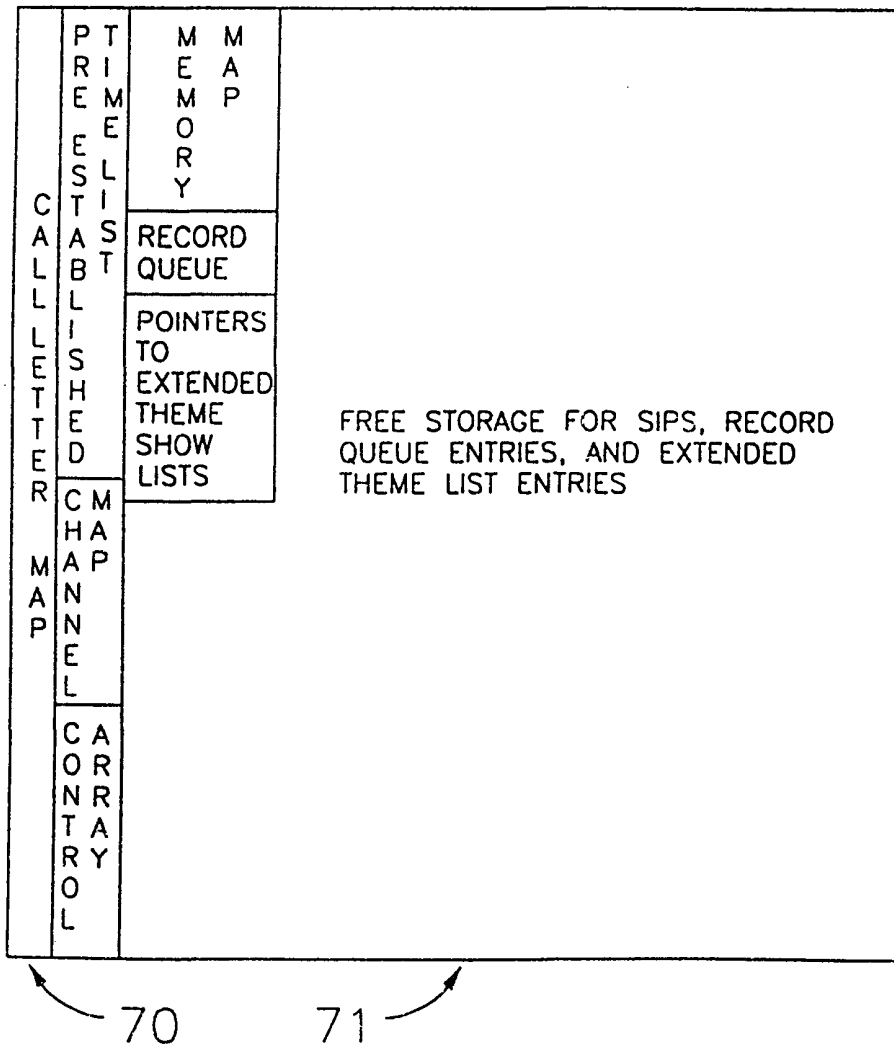 CALL LETTER MAP
PRE ESTABLISHED
TIME LIST
CHANNEL
MAP
CONTROL
ARRAY
MEMORY
MAP
RECORD
QUEUE
POINTERS
TO
EXTENDED
THEME
SHOW
LISTS
FREE STORAGE FOR SIPS, RECORD
QUEUE ENTRIES, AND EXTENDED
THEME LIST ENTRIES
70
71